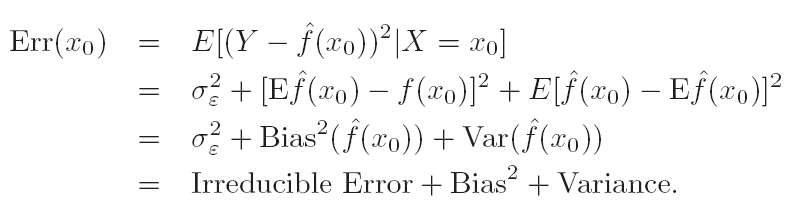 Err(x₀) = E[(Y − f̂(x₀))²|X = x₀]
= σ²_ε + [Ef̂(x₀) − f(x₀)]² + E[f̂(x₀) − Ef̂(x₀)]²
= σ²_ε + Bias²(f̂(x₀)) + Var(f̂(x₀))
= Irreducible Error + Bias² + Variance.